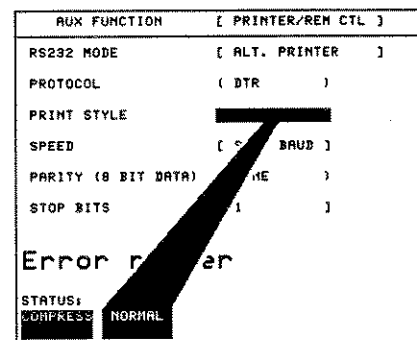 AUX FUNCTION [ PRINTER/REM CTL ]
RS232 MODE [ ALT. PRINTER ]
PROTOCOL ( DTR )
PRINT STYLE
SPEED [ BAUD ]
PARITY (8 BIT DATA) )
STOP BITS 1 ]
Error
STATUS:
COMPRESS NORMAL